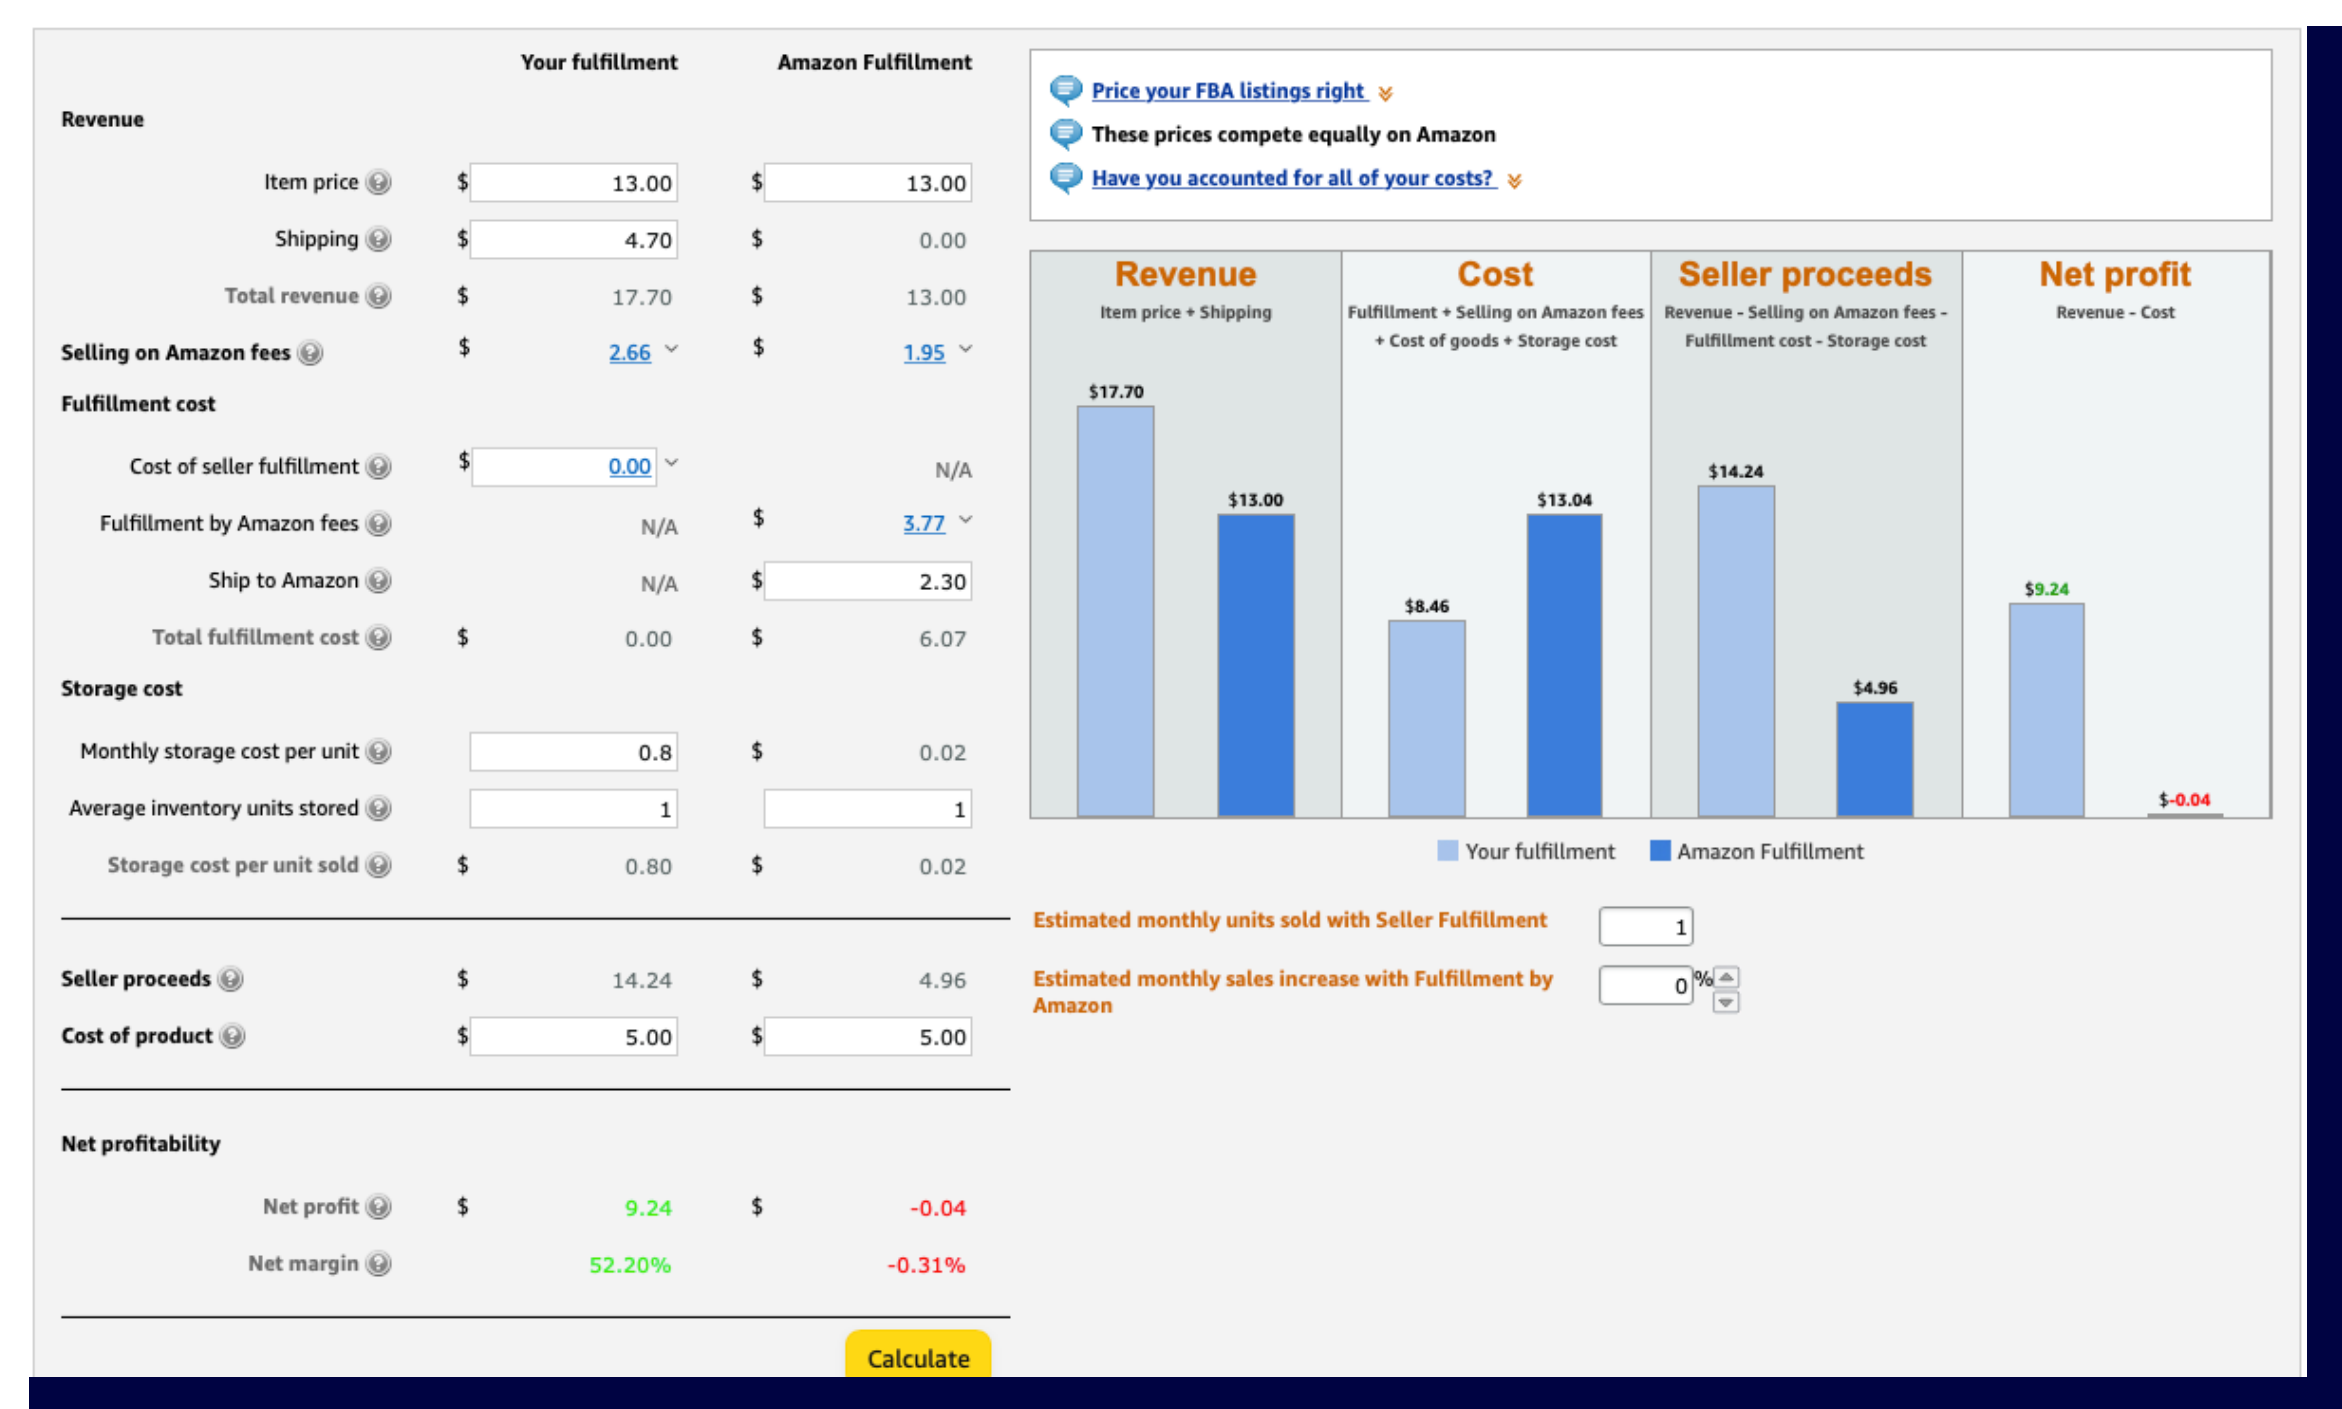 Your fulfillment Amazon Fulfillment
Revenue
Item price $ 13.00 $ 13.00
Shipping $ 4.70 $ 0.00
Total revenue $ 17.70 $ 13.00
Selling on Amazon fees $ 2.66 $ 1.95
Fulfillment cost
Cost of seller fulfillment $ 0.00 N/A
Fulfillment by Amazon fees N/A $ 3.77
Ship to Amazon N/A $ 2.30
Total fulfillment cost $ 0.00 $ 6.07
Storage cost
Monthly storage cost per unit 0.8 $ 0.02
Average inventory units stored 1 1
Storage cost per unit sold $ 0.80 $ 0.02
Seller proceeds $ 14.24 $ 4.96
Cost of product $ 5.00 $ 5.00
Net profitability
Net profit $ 9.24 $ -0.04
Net margin 52.20% -0.31%
Calculate
Price your FBA listings right
These prices compete equally on Amazon
Have you accounted for all of your costs?
Revenue
Item price + Shipping
$17.70
$13.00
Cost
Fulfillment + Selling on Amazon fees
+ Cost of goods + Storage cost
$8.46
$13.04
Seller proceeds
Revenue - Selling on Amazon fees -
Fulfillment cost - Storage cost
$14.24
$4.96
Net profit
Revenue - Cost
$9.24
$-0.04
Your fulfillment Amazon Fulfillment
Estimated monthly units sold with Seller Fulfillment 1
Estimated monthly sales increase with Fulfillment by
Amazon 0 %